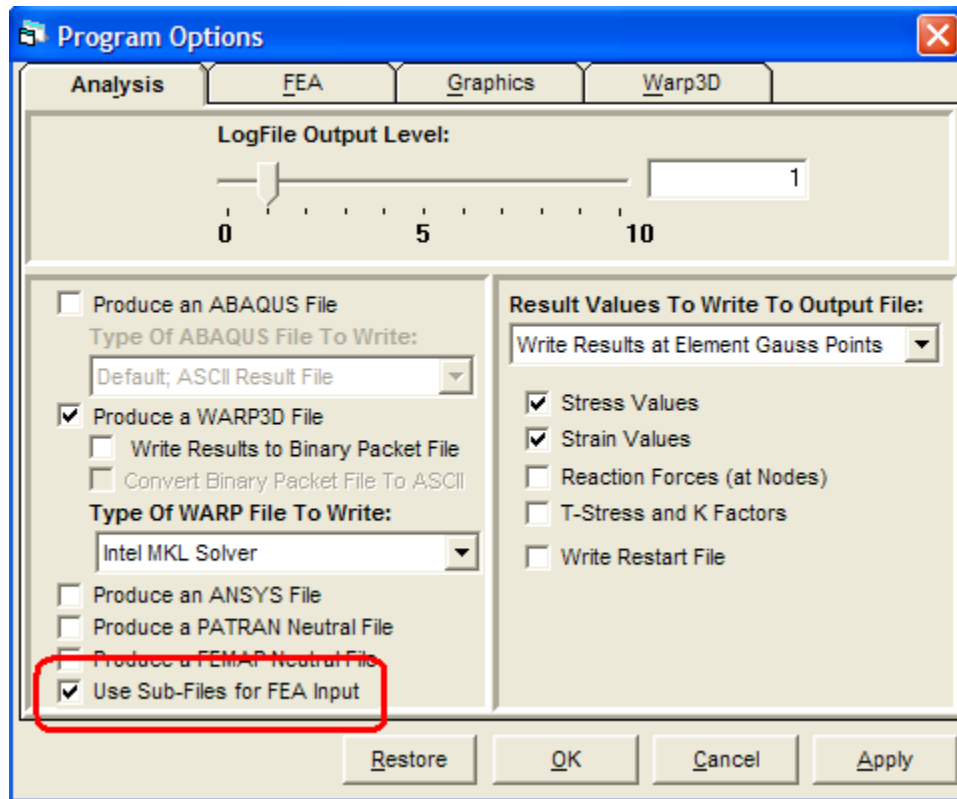 Program Options
Analysis FEA Graphics Warp3D
LogFile Output Level:
1
0 5 10
Produce an ABAQUS File
Type Of ABAQUS File To Write:
Default; ASCII Result File
Produce a WARP3D File
Write Results to Binary Packet File
Convert Binary Packet File To ASCII
Type Of WARP File To Write:
Intel MKL Solver
Produce an ANSYS File
Produce a PATRAN Neutral File
Produce a FEMAP Neutral File
Use Sub-Files for FEA Input
Result Values To Write To Output File:
Write Results at Element Gauss Points
Stress Values
Strain Values
Reaction Forces (at Nodes)
T-Stress and K Factors
Write Restart File
Restore OK Cancel Apply